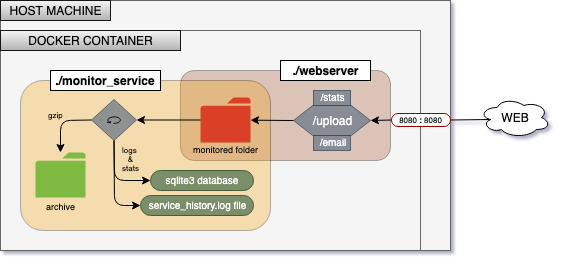 HOST MACHINE
DOCKER CONTAINER
./monitor_service
./webserver
/stats
/upload
/email
8080 : 8080
WEB
gzip
monitored folder
logs
&
stats
archive
sqlite3 database
service_history.log file